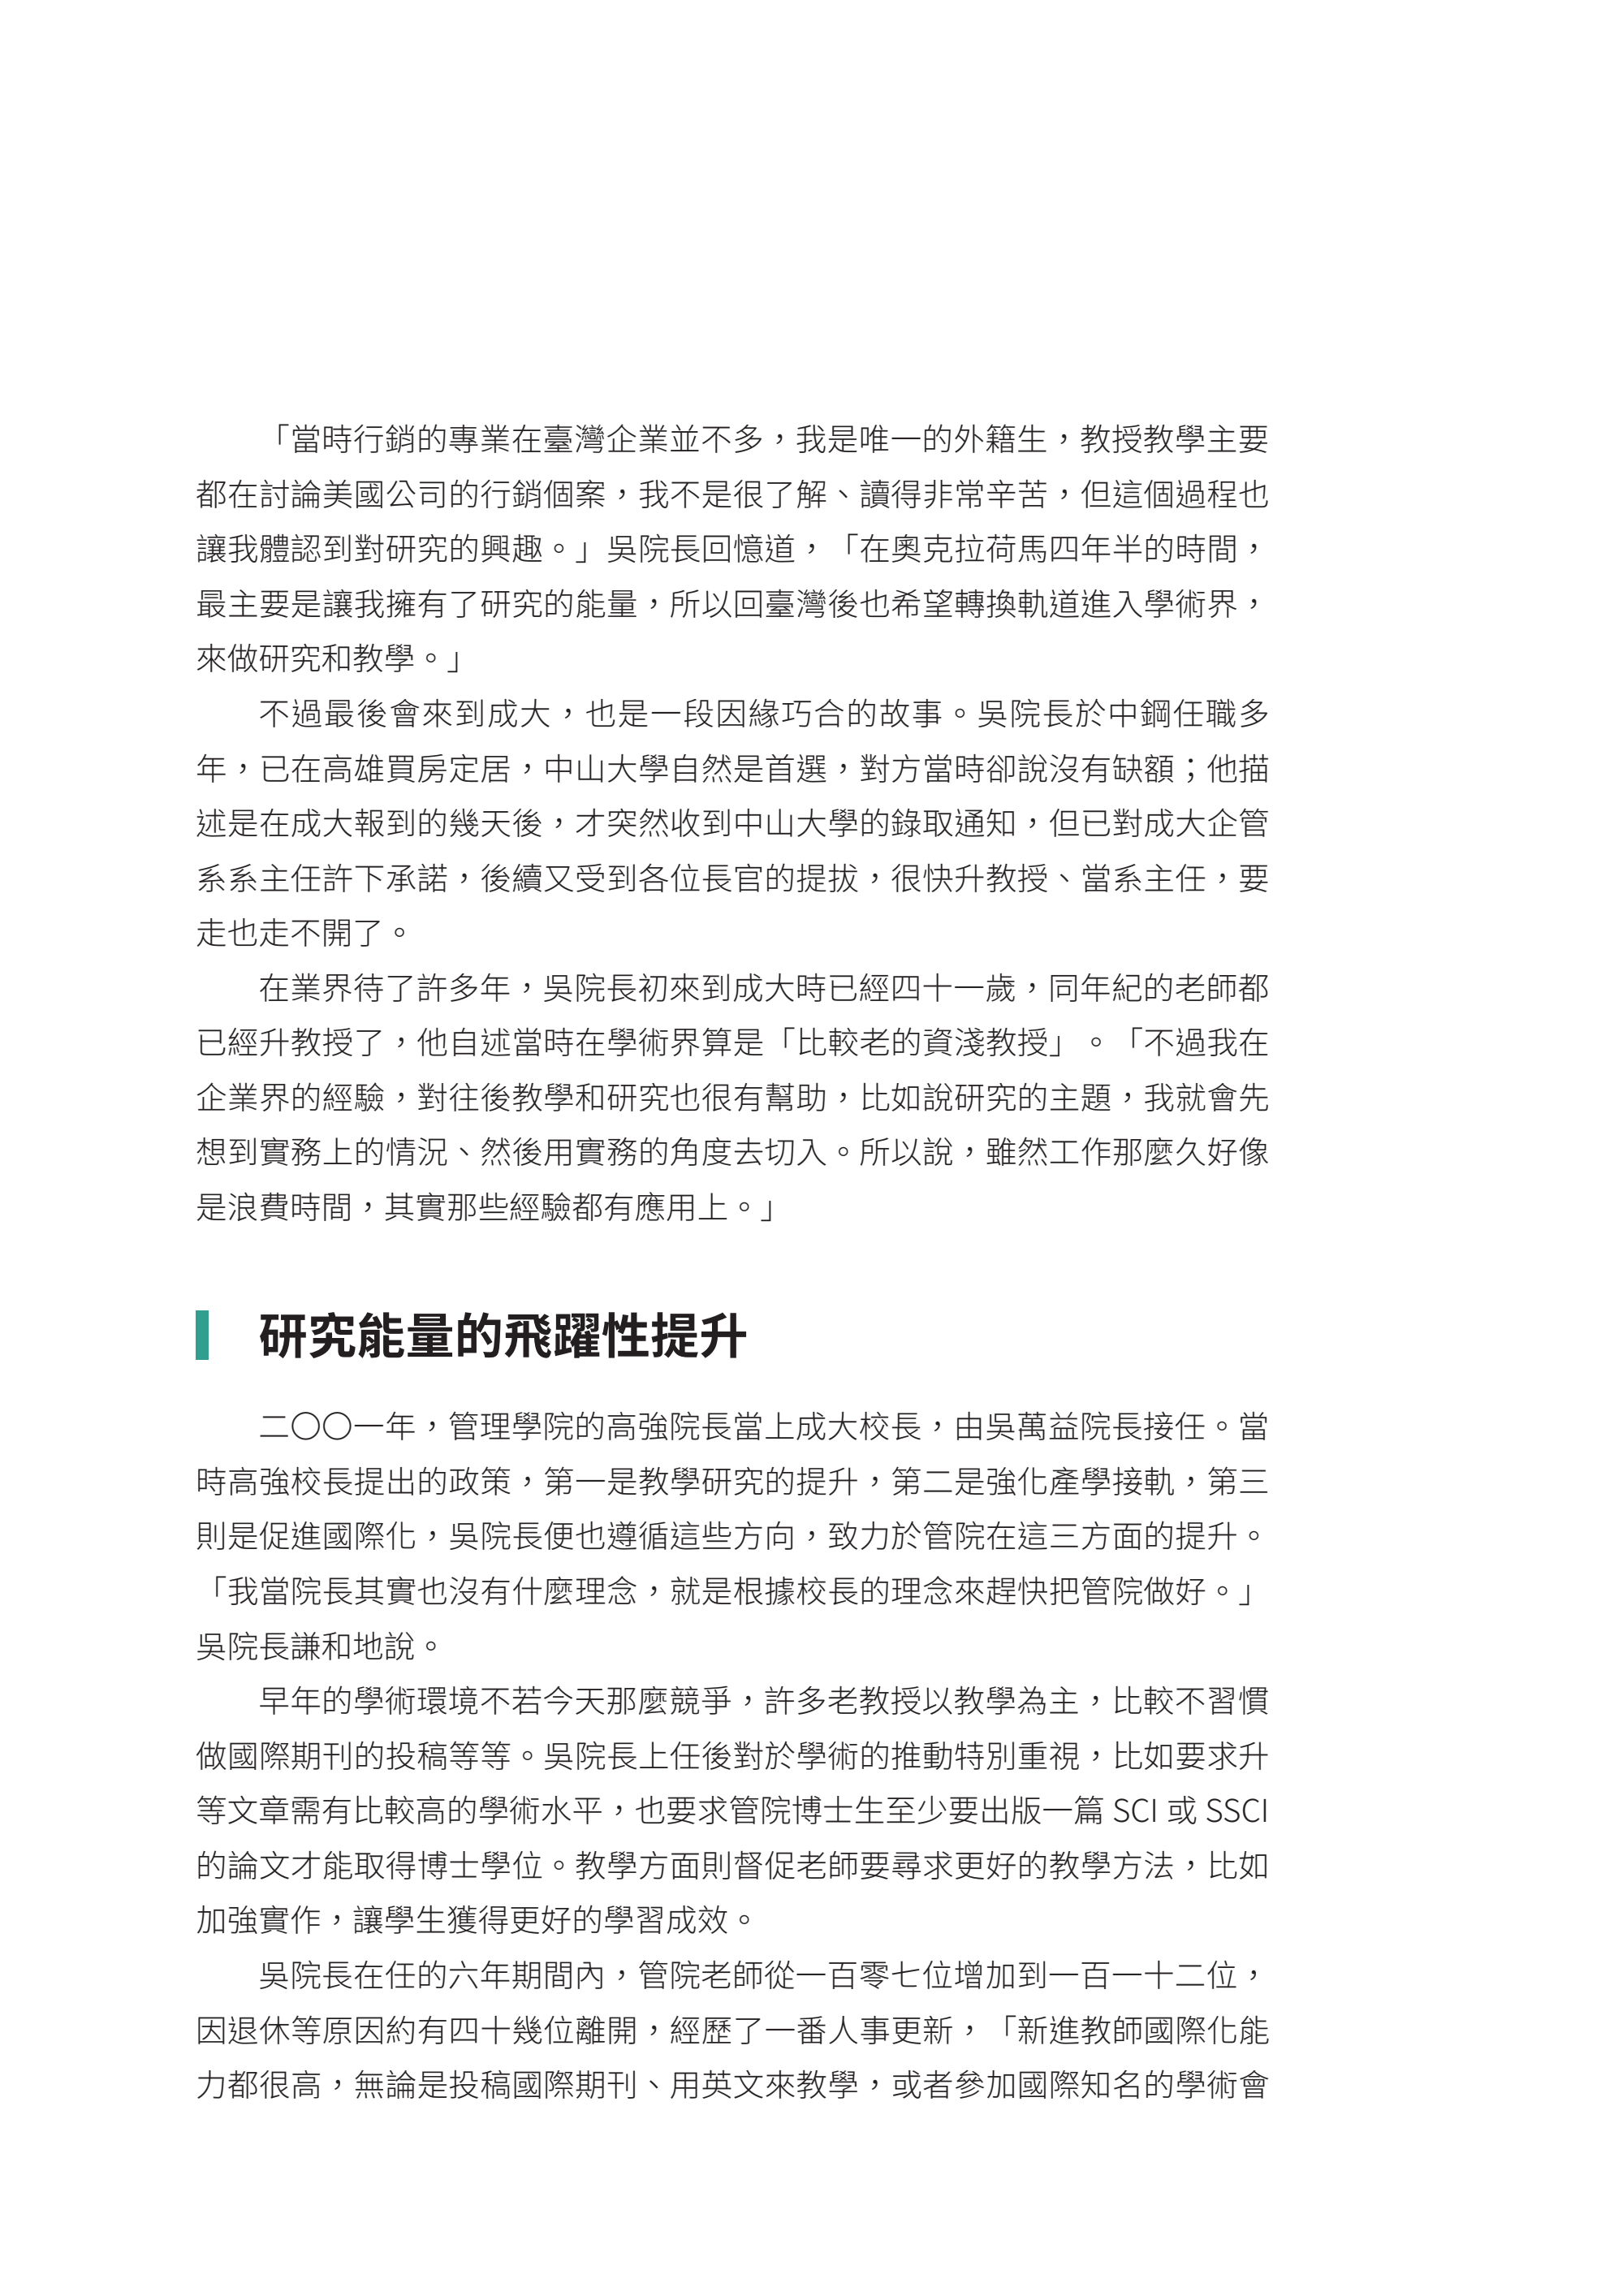 「當時行銷的專業在臺灣企業並不多，我是唯一的外籍生，教授教學主要
都在討論美國公司的行銷個案，我不是很了解、讀得非常辛苦，但這個過程也
讓我體認到對研究的興趣。」吳院長回憶道，「在奧克拉荷馬四年半的時間，
最主要是讓我擁有了研究的能量，所以回臺灣後也希望轉換軌道進入學術界，
來做研究和教學。」
不過最後會來到成大，也是一段因緣巧合的故事。吳院長於中鋼任職多
年，已在高雄買房定居，中山大學自然是首選，對方當時卻說沒有缺額；他描
述是在成大報到的幾天後，才突然收到中山大學的錄取通知，但已對成大企管
系系主任許下承諾，後續又受到各位長官的提拔，很快升教授、當系主任，要
走也走不開了。
在業界待了許多年，吳院長初來到成大時已經四十一歲，同年紀的老師都
已經升教授了，他自述當時在學術界算是「比較老的資淺教授」。「不過我在
企業界的經驗，對往後教學和研究也很有幫助，比如說研究的主題，我就會先
想到實務上的情況、然後用實務的角度去切入。所以說，雖然工作那麼久好像
是浪費時間，其實那些經驗都有應用上。」
研究能量的飛躍性提升
二〇〇一年，管理學院的高強院長當上成大校長，由吳萬益院長接任。當
時高強校長提出的政策，第一是教學研究的提升，第二是強化產學接軌，第三
則是促進國際化，吳院長便也遵循這些方向，致力於管院在這三方面的提升。
「我當院長其實也沒有什麼理念，就是根據校長的理念來趕快把管院做好。」
吳院長謙和地說。
早年的學術環境不若今天那麼競爭，許多老教授以教學為主，比較不習慣
做國際期刊的投稿等等。吳院長上任後對於學術的推動特別重視，比如要求升
等文章需有比較高的學術水平，也要求管院博士生至少要出版一篇 SCI 或 SSCI
的論文才能取得博士學位。教學方面則督促老師要尋求更好的教學方法，比如
加強實作，讓學生獲得更好的學習成效。
吳院長在任的六年期間內，管院老師從一百零七位增加到一百一十二位，
因退休等原因約有四十幾位離開，經歷了一番人事更新，「新進教師國際化能
力都很高，無論是投稿國際期刊、用英文來教學，或者參加國際知名的學術會